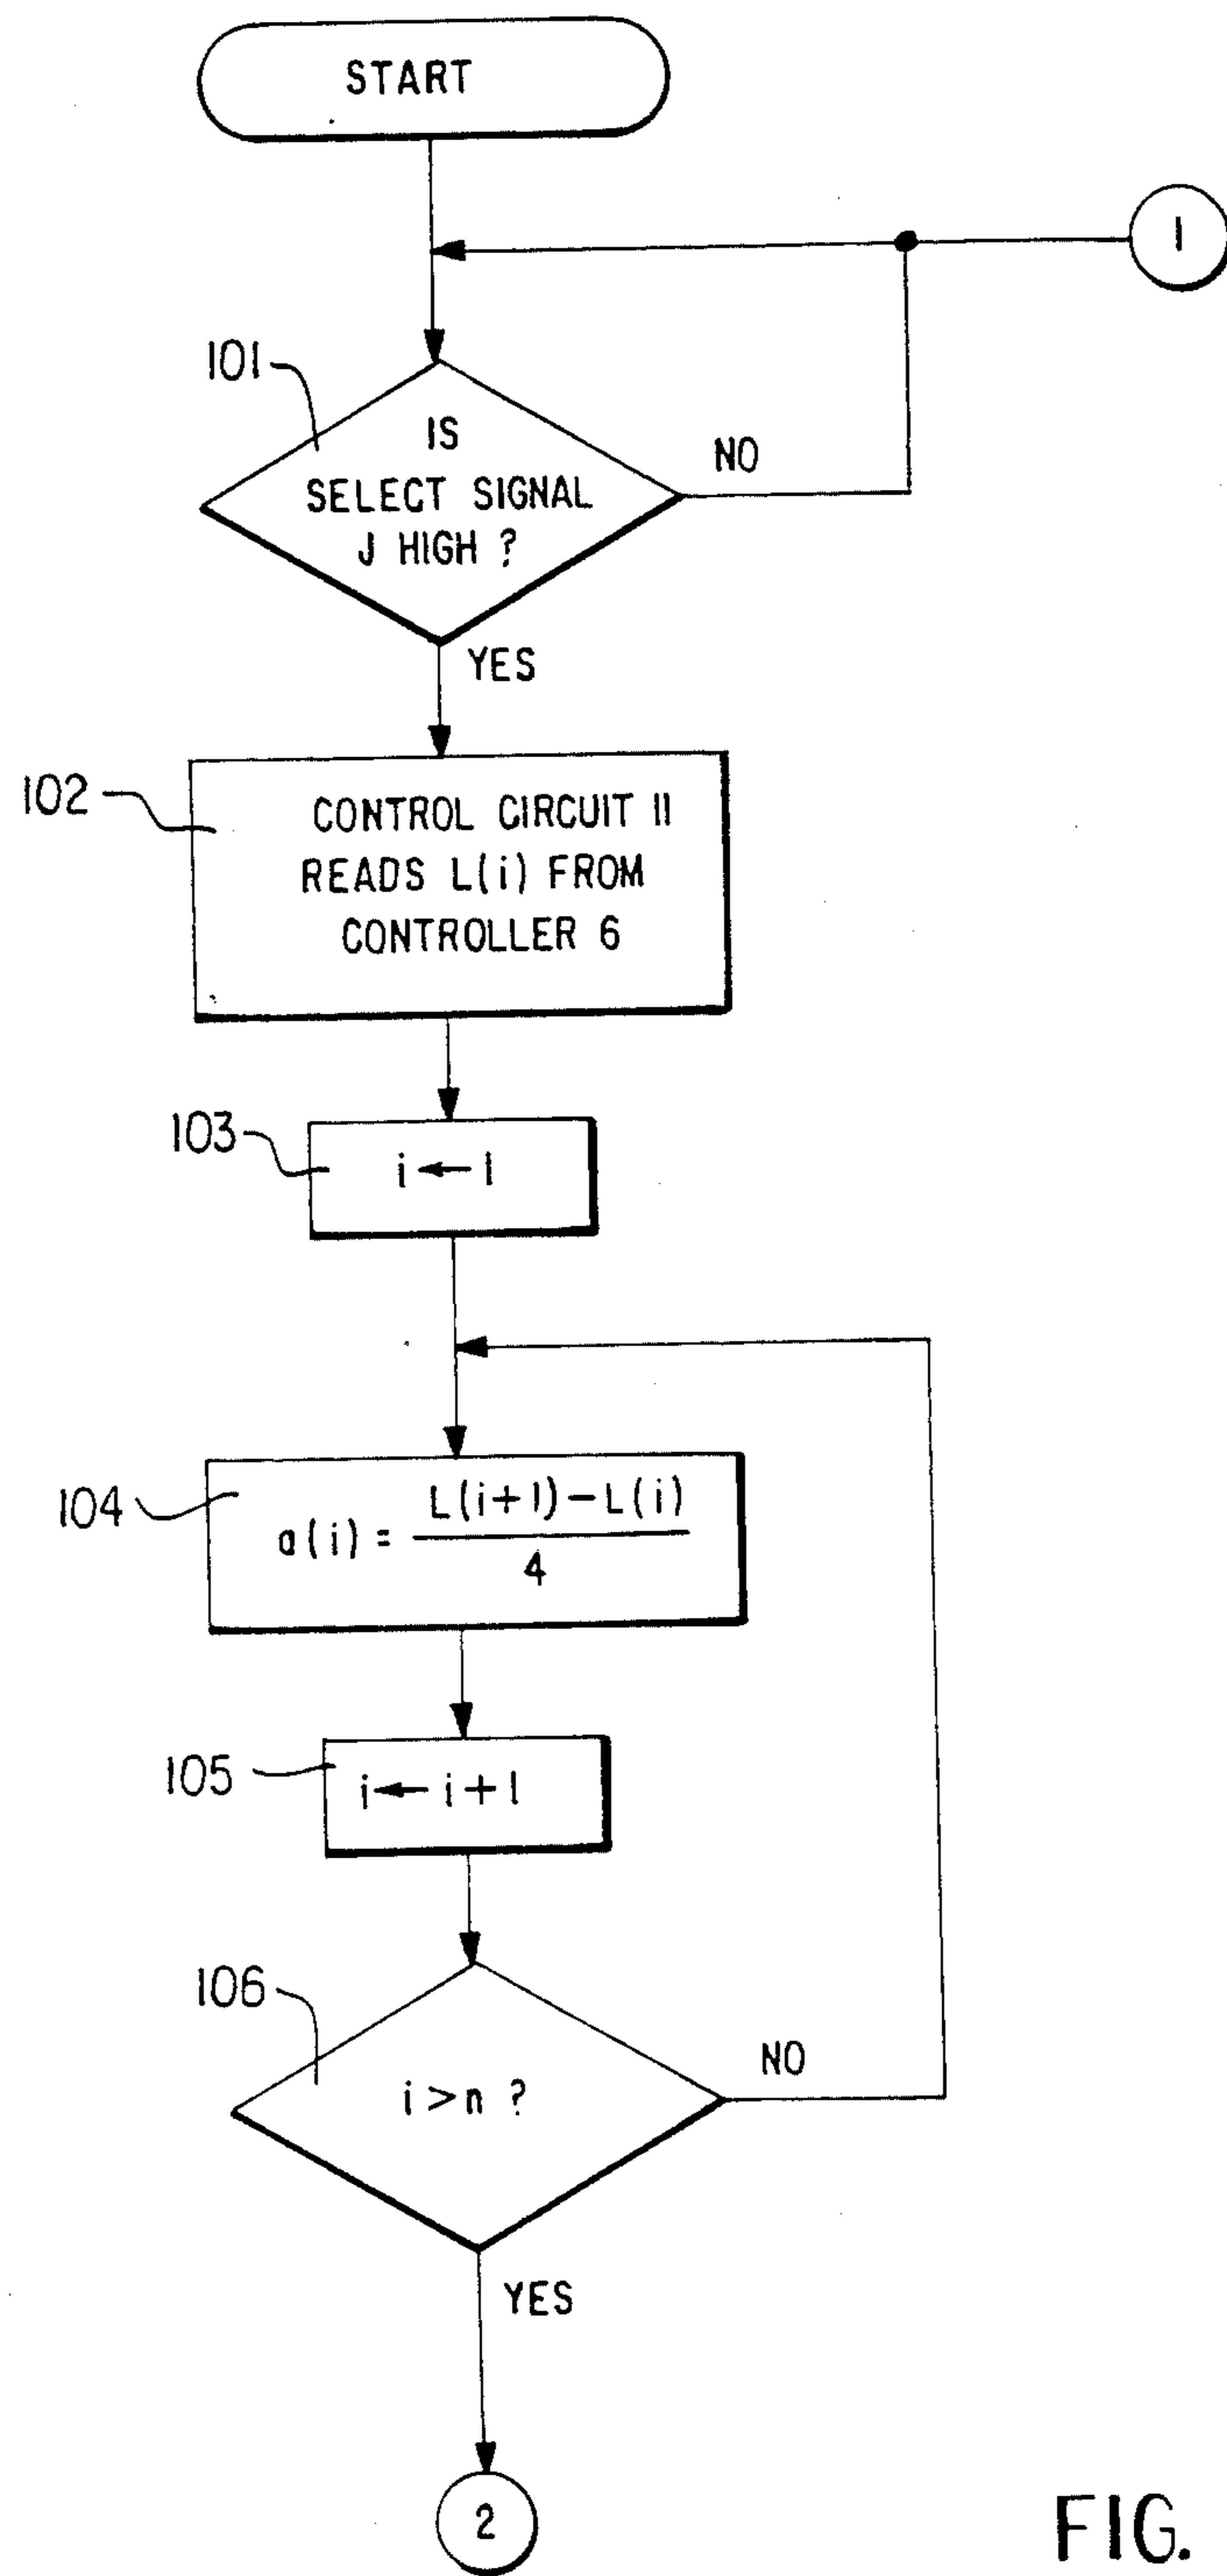 START
1
101
IS
SELECT SIGNAL
J HIGH ?
NO
YES
102
CONTROL CIRCUIT 11
READS L(i) FROM
CONTROLLER 6
103
i ← 1
104
a(i) = L(i+1)-L(i) / 4
105
i ← i + 1
106
i > n ?
NO
YES
2
FIG.